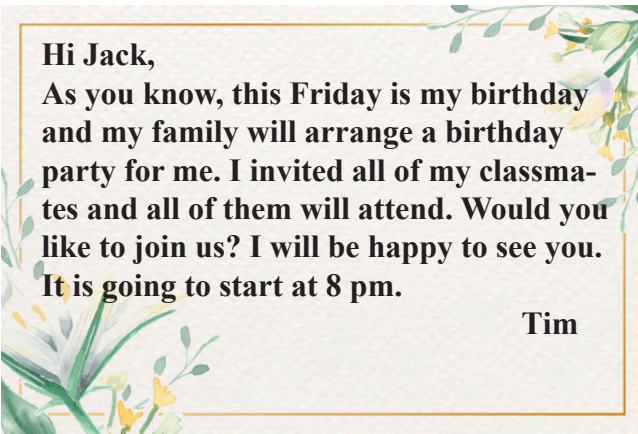 Hi Jack,
As you know, this Friday is my birthday
and my family will arrange a birthday
party for me. I invited all of my classma-
tes and all of them will attend. Would you
like to join us? I will be happy to see you.
It is going to start at 8 pm.
Tim